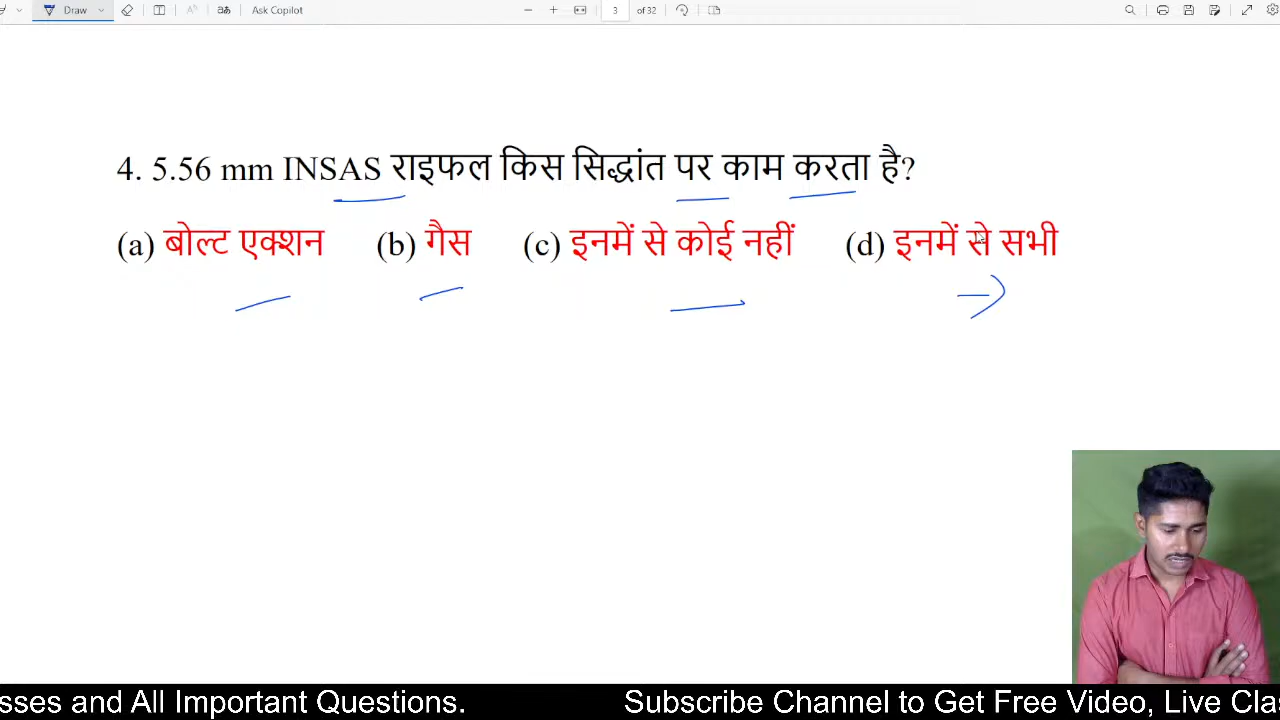 Draw
Ask Copilot
3 of 32
4. 5.56 mm INSAS राइफल किस सिद्धांत पर काम करता है?
(a) बोल्ट एक्शन (b) गैस (c) इनमें से कोई नहीं (d) इनमें से सभी
sses and All Important Questions. Subscribe Channel to Get Free Video, Live Cla